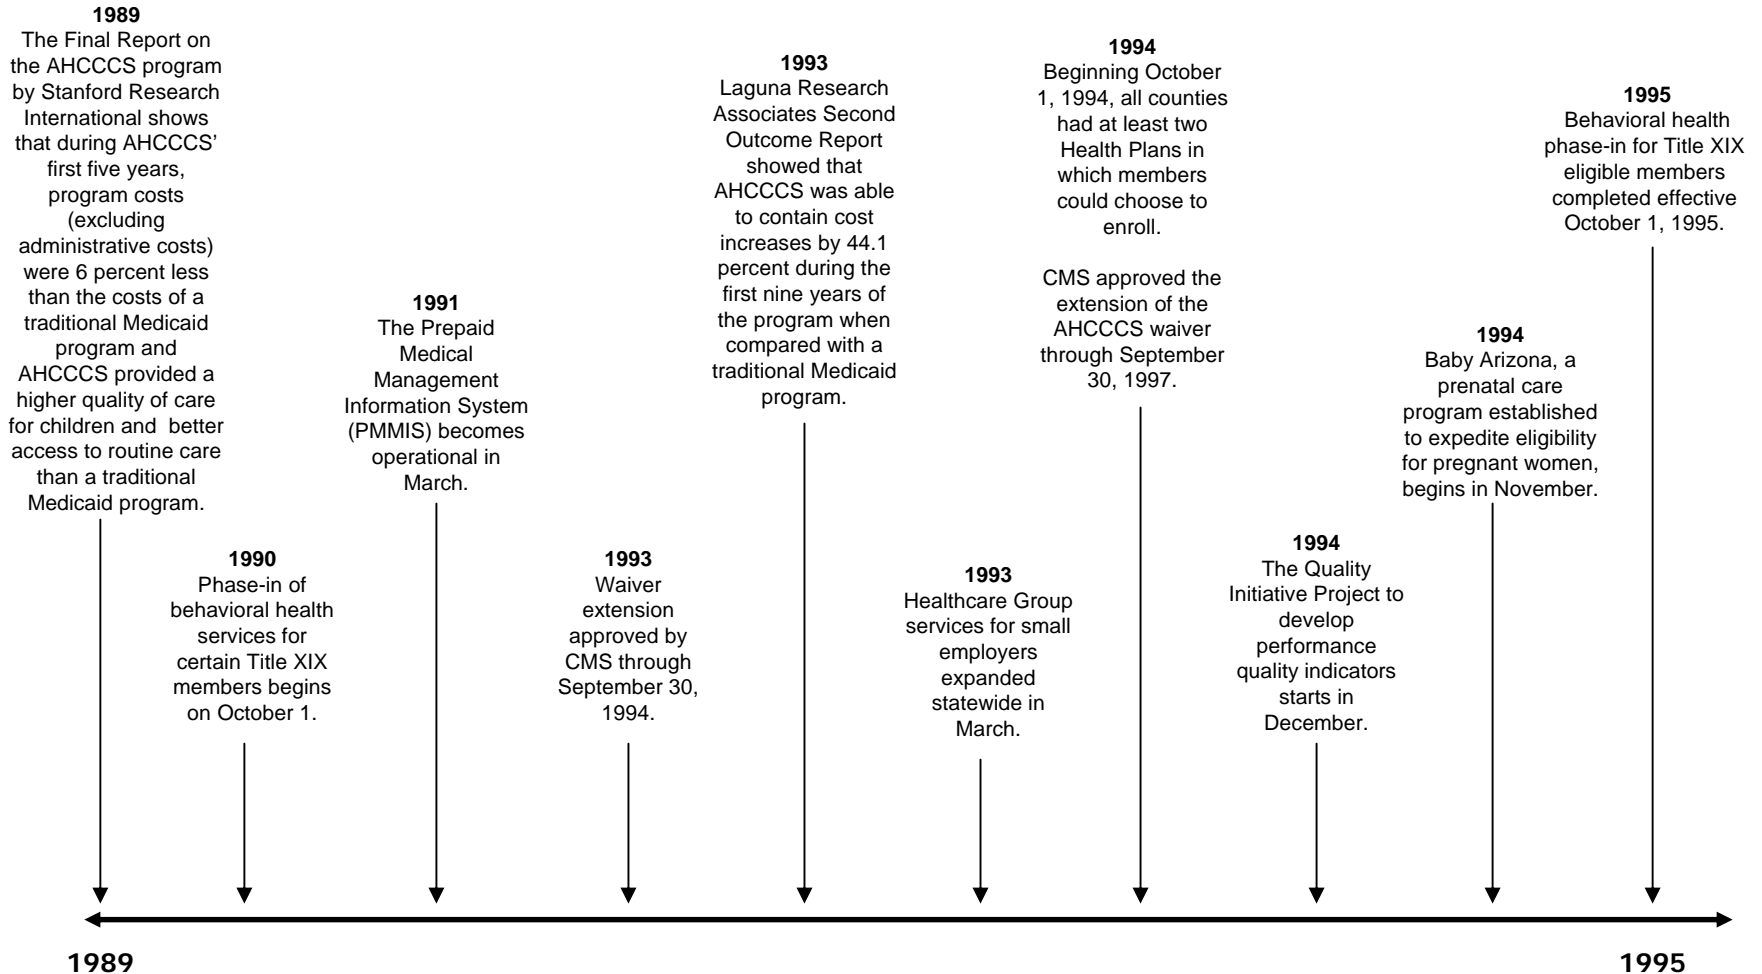 1989
The Final Report on
the AHCCCS program
by Stanford Research
International shows
that during AHCCCS’
first five years,
program costs
(excluding
administrative costs)
were 6 percent less
than the costs of a
traditional Medicaid
program and
AHCCCS provided a
higher quality of care
for children and  better
access to routine care
than a traditional
Medicaid program.
1990
Phase-in of
behavioral health
services for
certain Title XIX
members begins
on October 1.
1991
The Prepaid
Medical
Management
Information System
(PMMIS) becomes
operational in
March.
1993
Waiver
extension
approved by
CMS through
September 30,
1994.
1993
Laguna Research
Associates Second
Outcome Report
showed that
AHCCCS was able
to contain cost
increases by 44.1
percent during the
first nine years of
the program when
compared with a
traditional Medicaid
program.
1993
Healthcare Group
services for small
employers
expanded
statewide in
March.
1994
Beginning October
1, 1994, all counties
had at least two
Health Plans in
which members
could choose to
enroll.
CMS approved the
extension of the
AHCCCS waiver
through September
30, 1997.
1994
The Quality
Initiative Project to
develop
performance
quality indicators
starts in
December.
1994
Baby Arizona, a
prenatal care
program established
to expedite eligibility
for pregnant women,
begins in November.
1995
Behavioral health
phase-in for Title XIX
eligible members
completed effective
October 1, 1995.
1989
1995